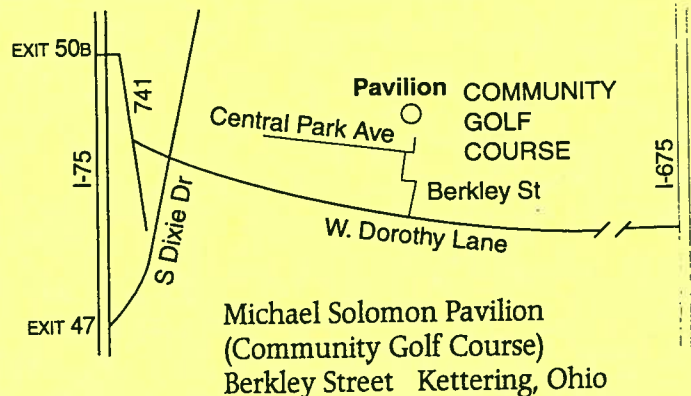 EXIT 50B
741
Pavilion
COMMUNITY
GOLF
COURSE
Central Park Ave
I-75
I-675
Berkley St
S Dixie Dr
W. Dorothy Lane
EXIT 47
Michael Solomon Pavilion
(Community Golf Course)
Berkley Street Kettering, Ohio